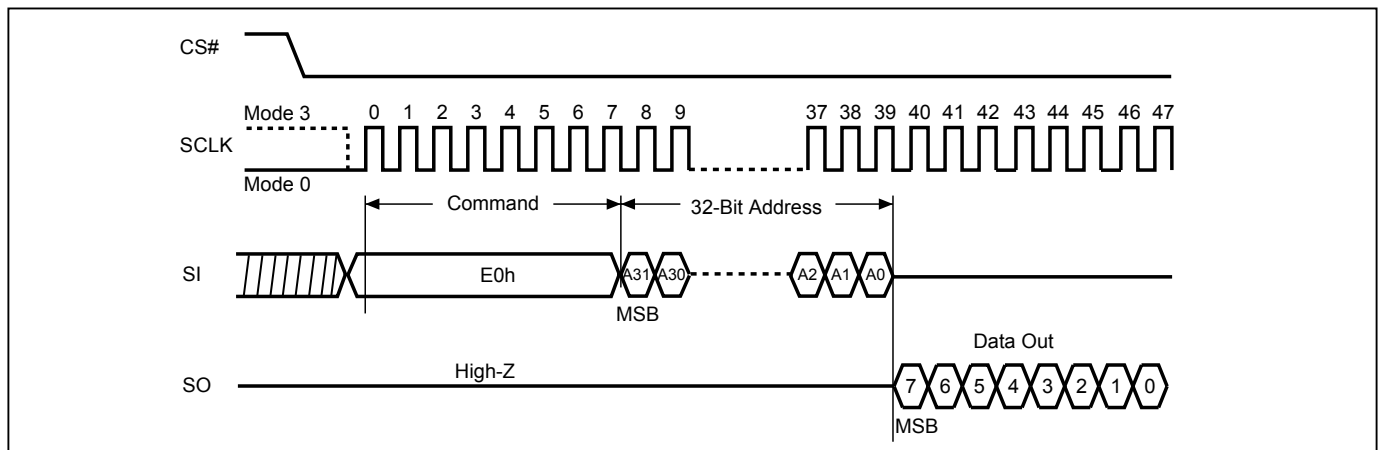 CS#
Mode 3 0 1 2 3 4 5 6 7 8 9 37 38 39 40 41 42 43 44 45 46 47
SCLK
Mode 0
Command 32-Bit Address
SI E0h A31 A30 A2 A1 A0
MSB
Data Out
High-Z
SO 7 6 5 4 3 2 1 0
MSB